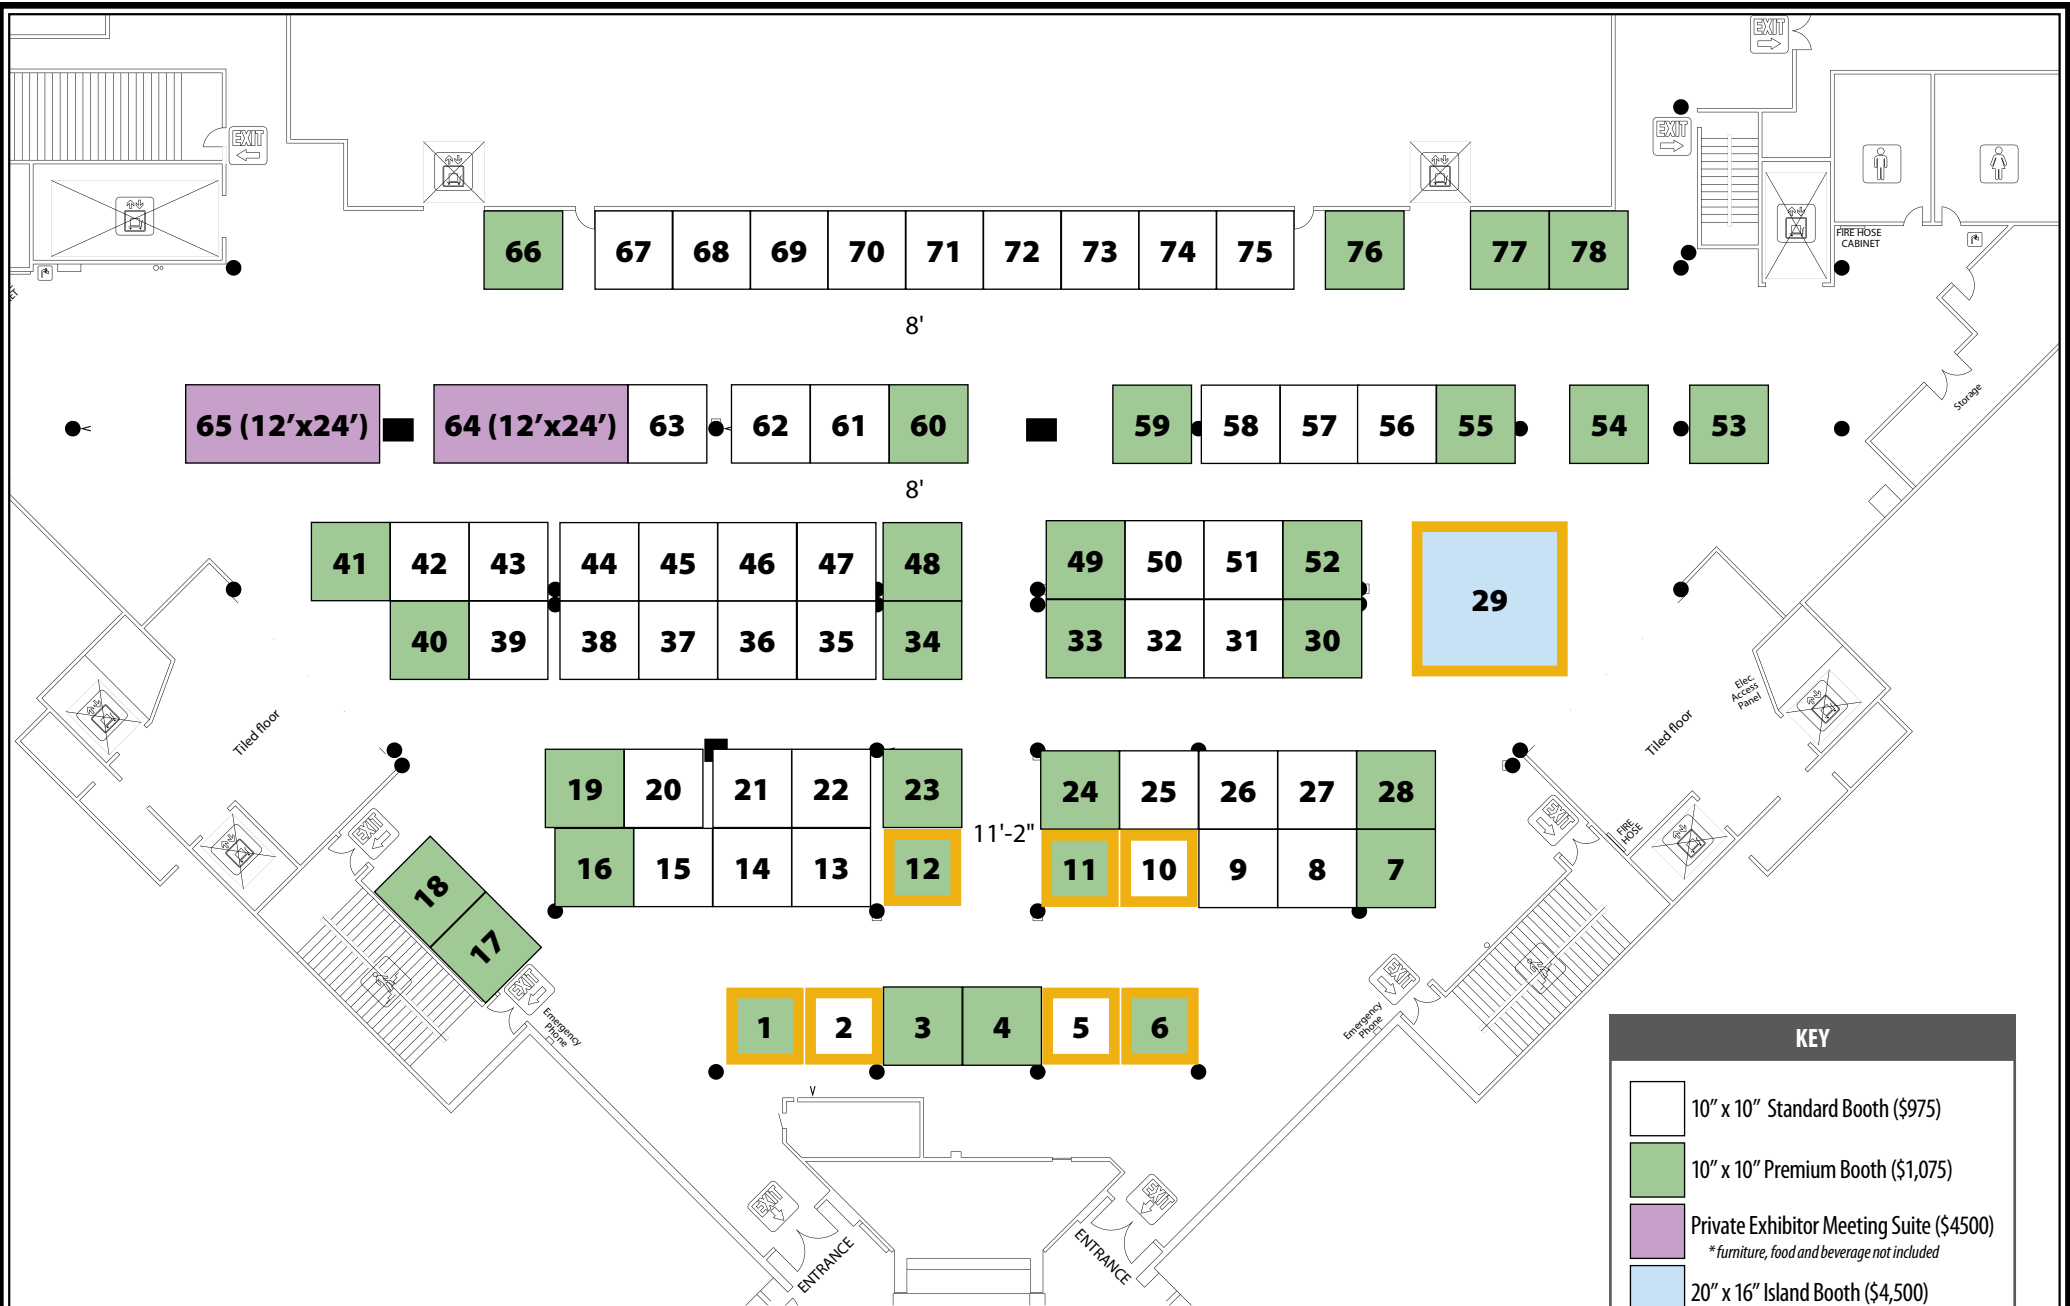 EXIT
EXIT
EXIT
FIRE HOSE
CABINET
66 67 68 69 70 71 72 73 74 75 76 77 78
8'
65 (12’x24’) 64 (12’x24’) 63 62 61 60 59 58 57 56 55 54 53
Storage
8'
41 42 43 44 45 46 47 48 49 50 51 52
29
40 39 38 37 36 35 34 33 32 31 30
Elec.
Access
Panel
Tiled floor
Tiled floor
19 20 21 22 23 24 25 26 27 28
11'-2"
EXIT
EXIT
FIRE
HOSE
16 15 14 13 12 11 10 9 8 7
18
17
EXIT
EXIT
Emergency
Phone
Emergency
Phone
1 2 3 4 5 6
KEY
10” x 10” Standard Booth ($975)
10” x 10” Premium Booth ($1,075)
Private Exhibitor Meeting Suite ($4500)
* furniture, food and beverage not included
20” x 16” Island Booth ($4,500)
EXIT
EXIT
ENTRANCE
ENTRANCE